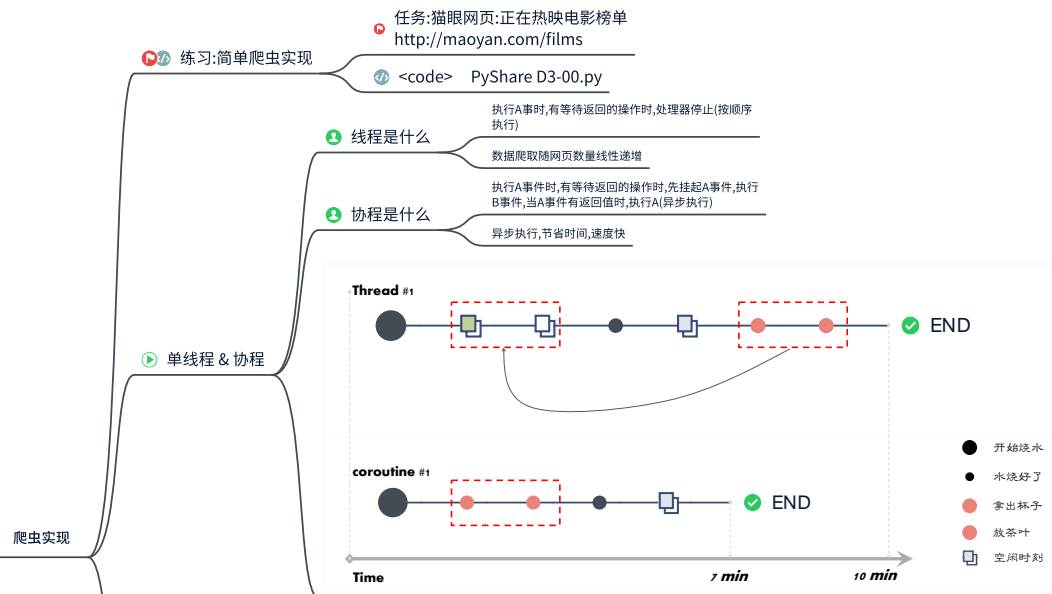 任务:猫眼网页:正在热映电影榜单
http://maoyan.com/films
练习:简单爬虫实现
<code> PyShare D3-00.py
执行A事时,有等待返回的操作时,处理器停止(按顺序
执行)
线程是什么
数据爬取随网页数量线性递增
执行A事件时,有等待返回的操作时,先挂起A事件,执行
B事件,当A事件有返回值时,执行A(异步执行)
协程是什么
异步执行,节省时间,速度快
Thread #1
END
单线程 & 协程
开始烧水
coroutine #1
水烧好了
END
拿出杯子
放茶叶
爬虫实现
空闲时刻
Time
7 min
10 min